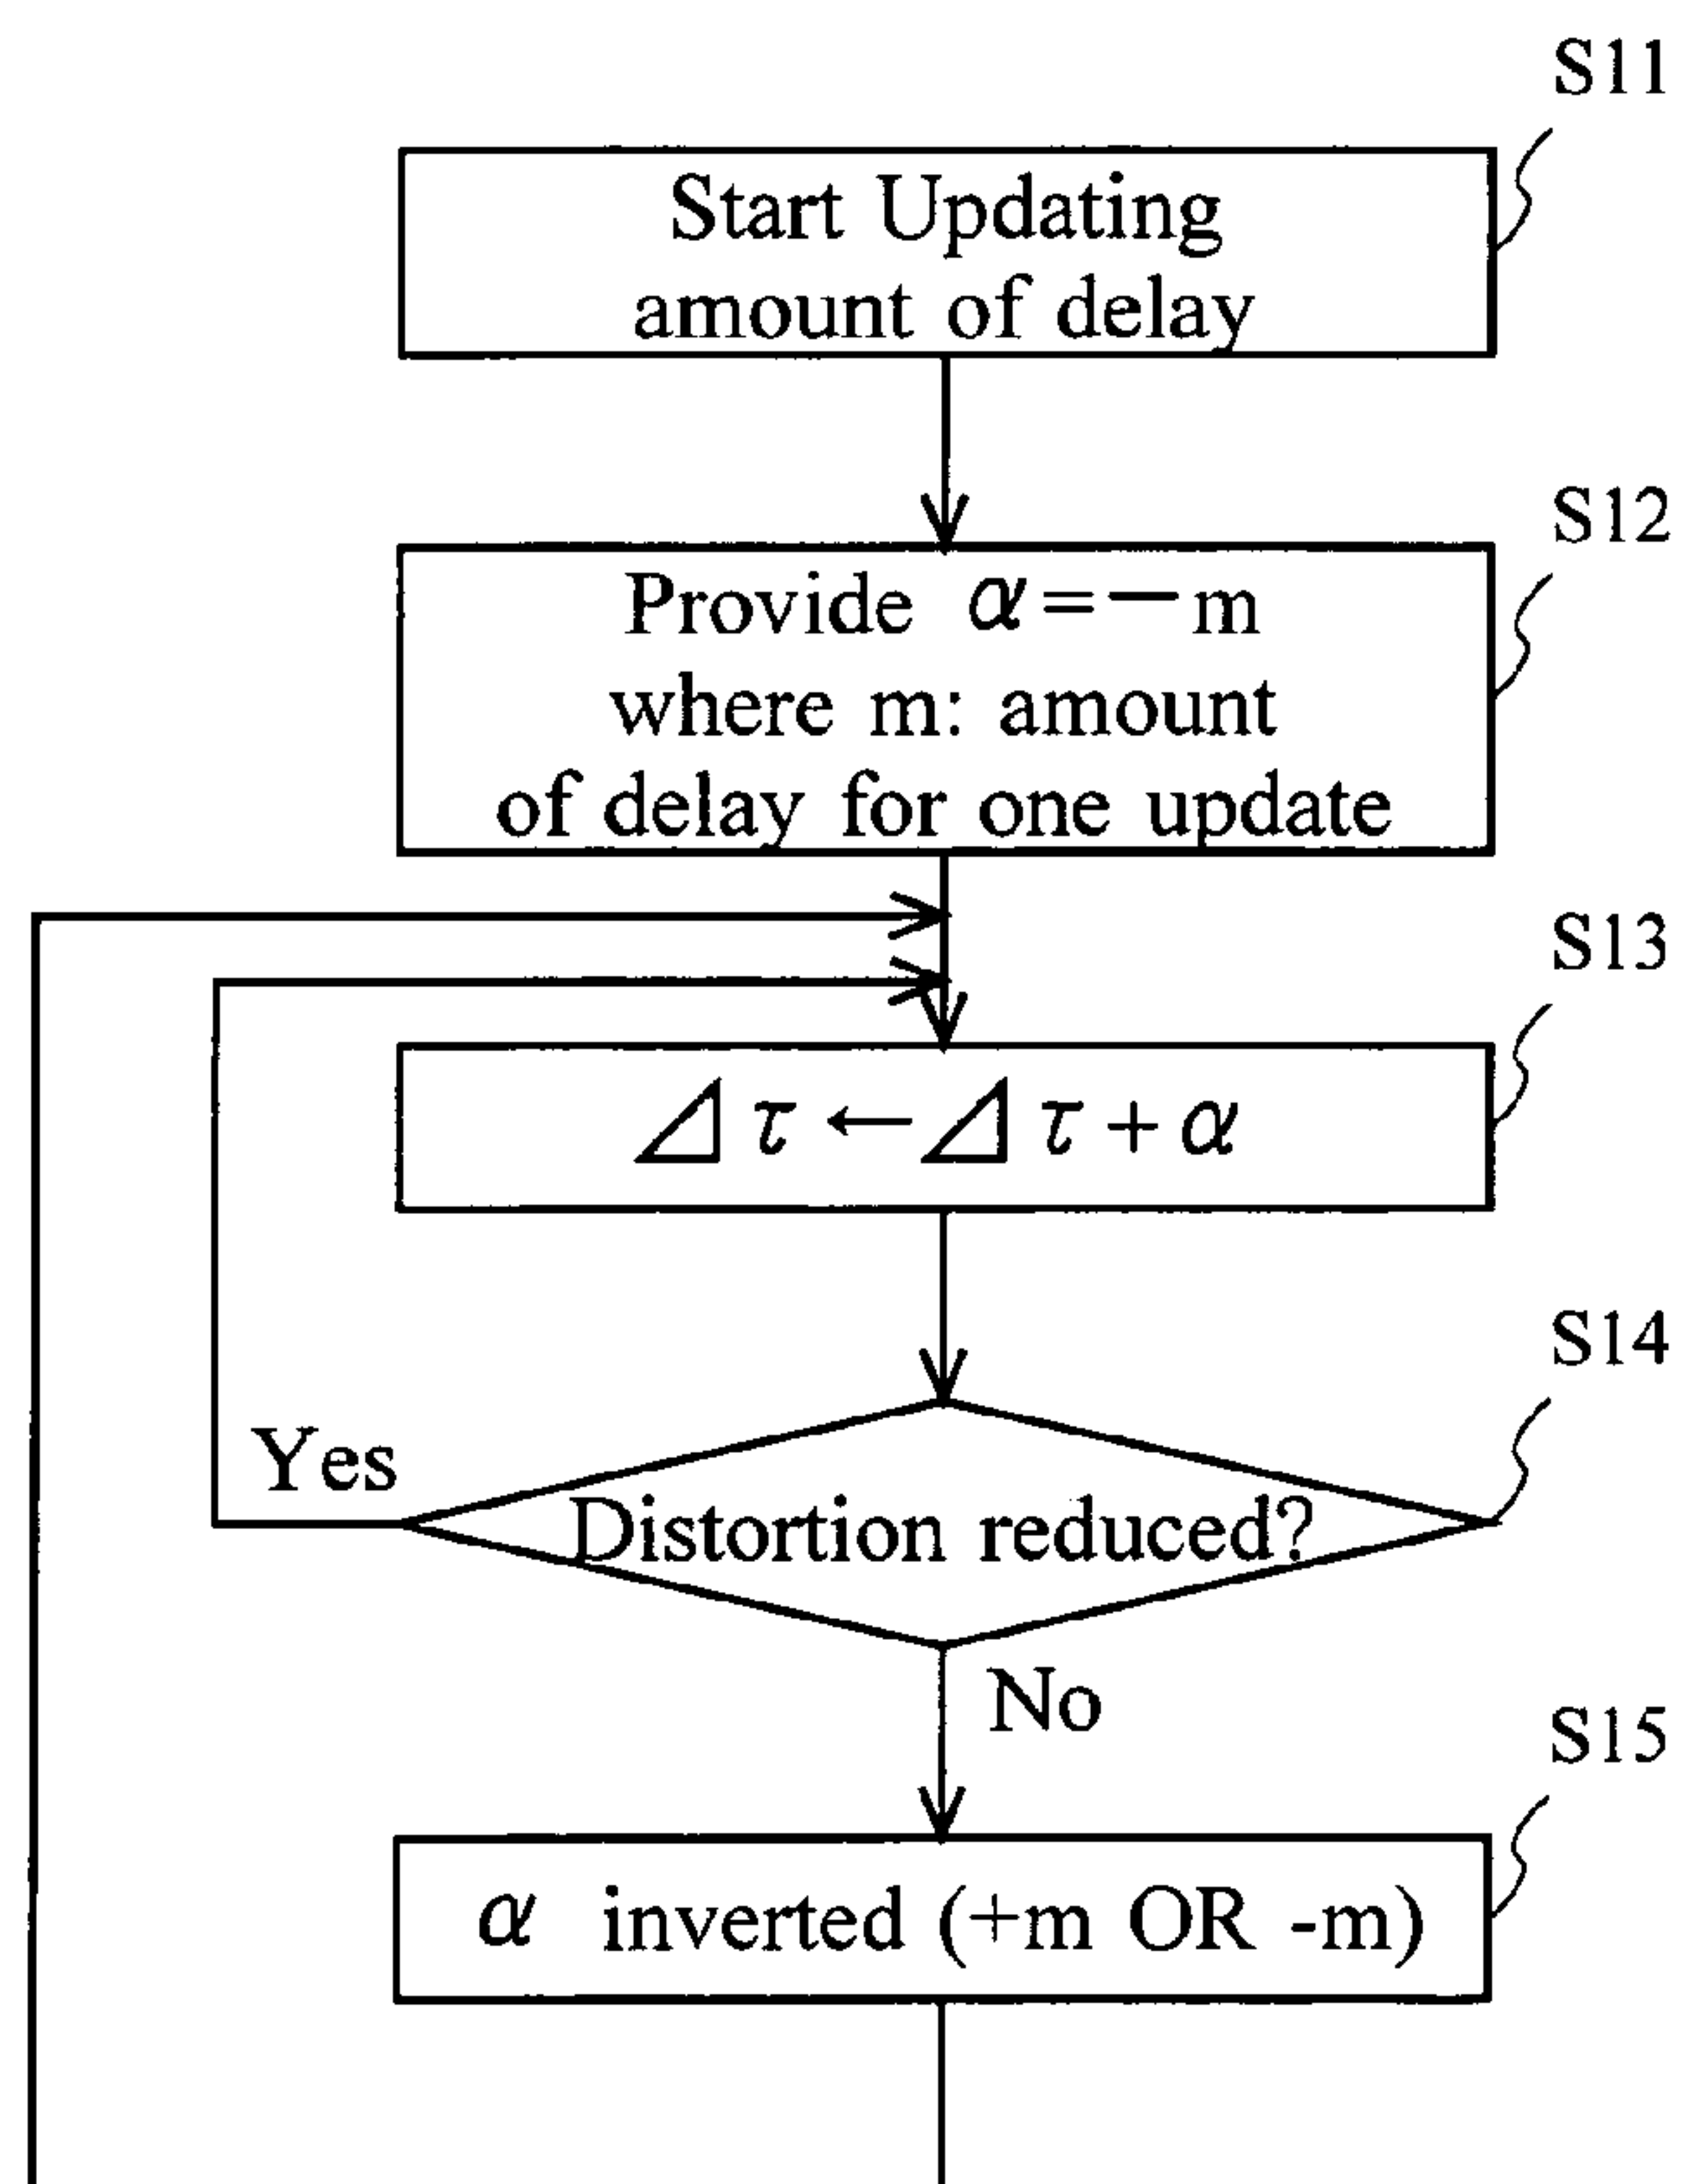 S11
Start Updating
amount of delay
S12
Provide α=−m
where m: amount
of delay for one update
S13
⊿τ←⊿τ+α
S14
Yes
Distortion reduced?
No
S15
α inverted (+m OR -m)